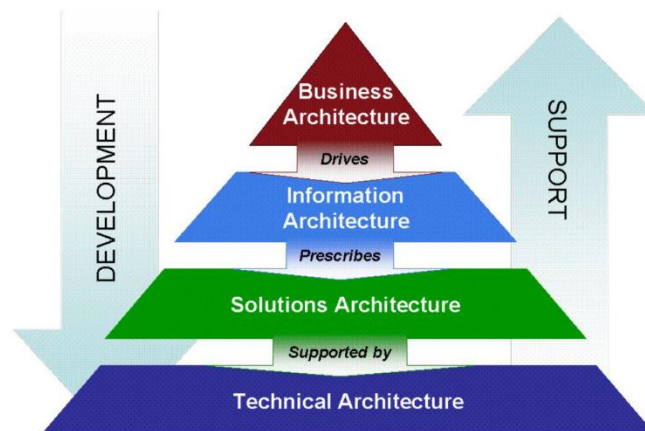 Business
Architecture
Drives
Information
Architecture
Prescribes
Solutions Architecture
Supported by
Technical Architecture
DEVELOPMENT
SUPPORT